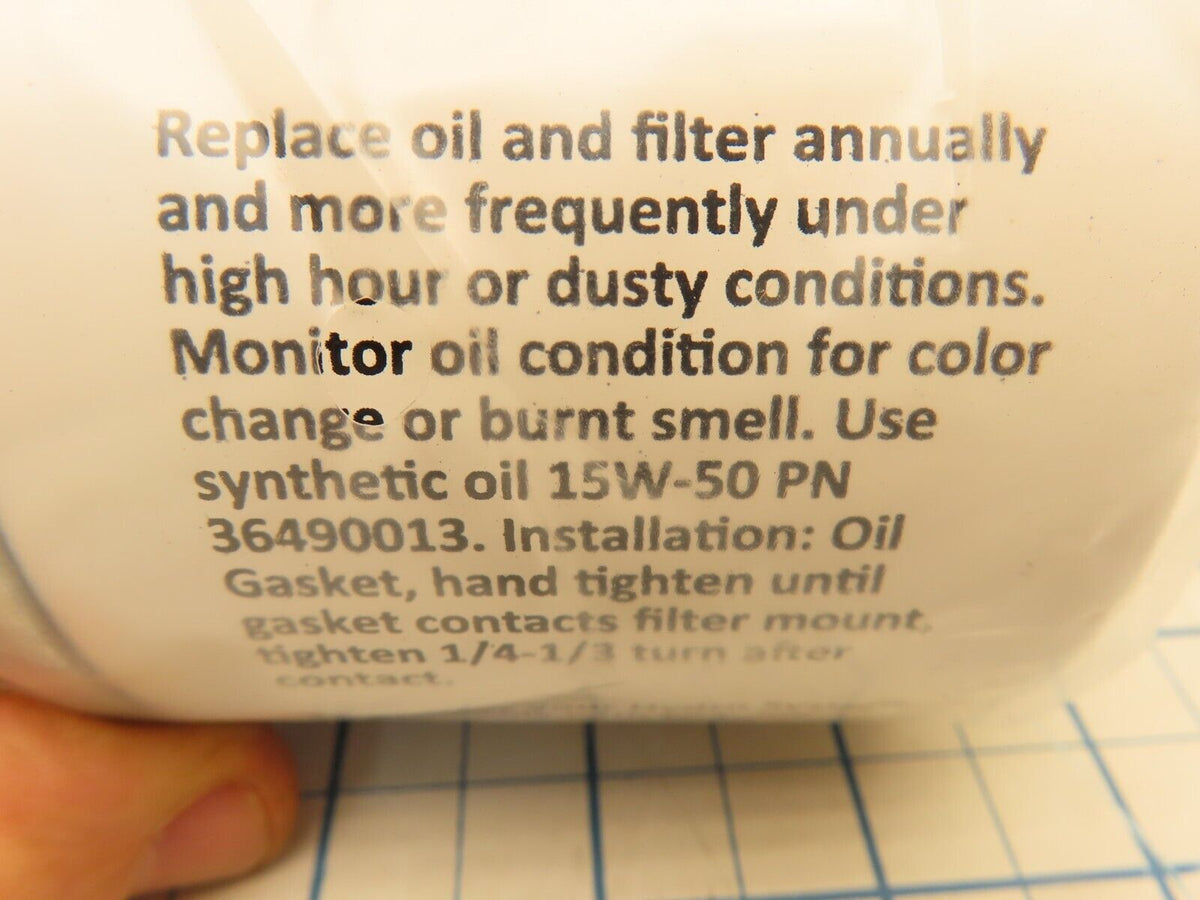 Replace oil and filter annually
and more frequently under
high hour or dusty conditions.
Monitor oil condition for color
change or burnt smell. Use
synthetic oil 15W-50 PN
36490013. Installation: Oil
Gasket, hand tighten until
gasket contacts filter mount,
tighten 1/4-1/3 turn after
contact.